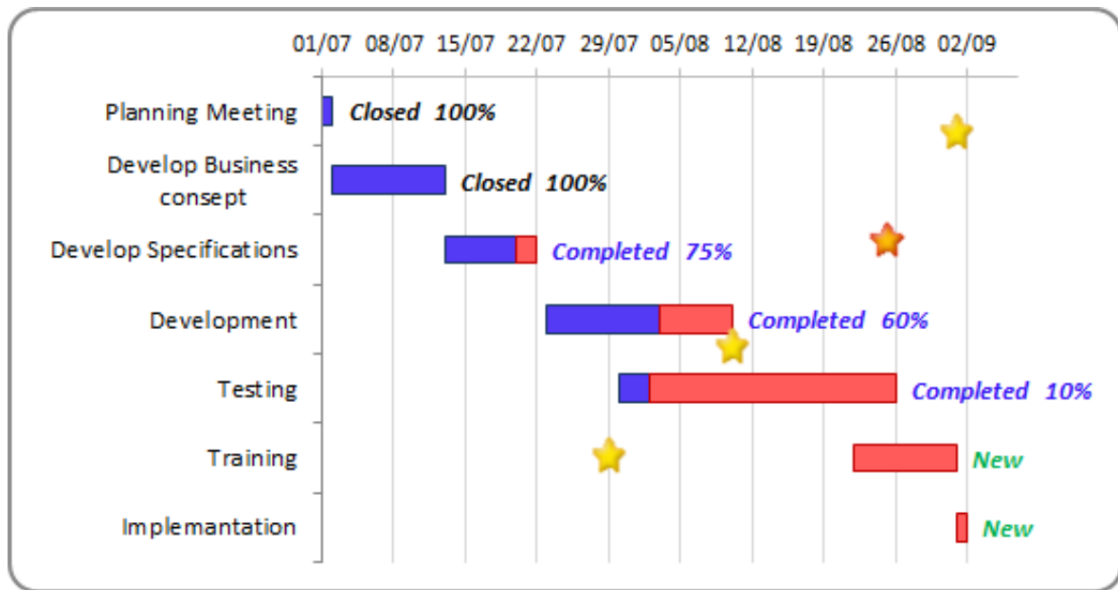 01/07 08/07 15/07 22/07 29/07 05/08 12/08 19/08 26/08 02/09
Planning Meeting Closed 100%
Develop Business
consept Closed 100%
Develop Specifications Completed 75%
Development Completed 60%
Testing Completed 10%
Training New
Implemantation New